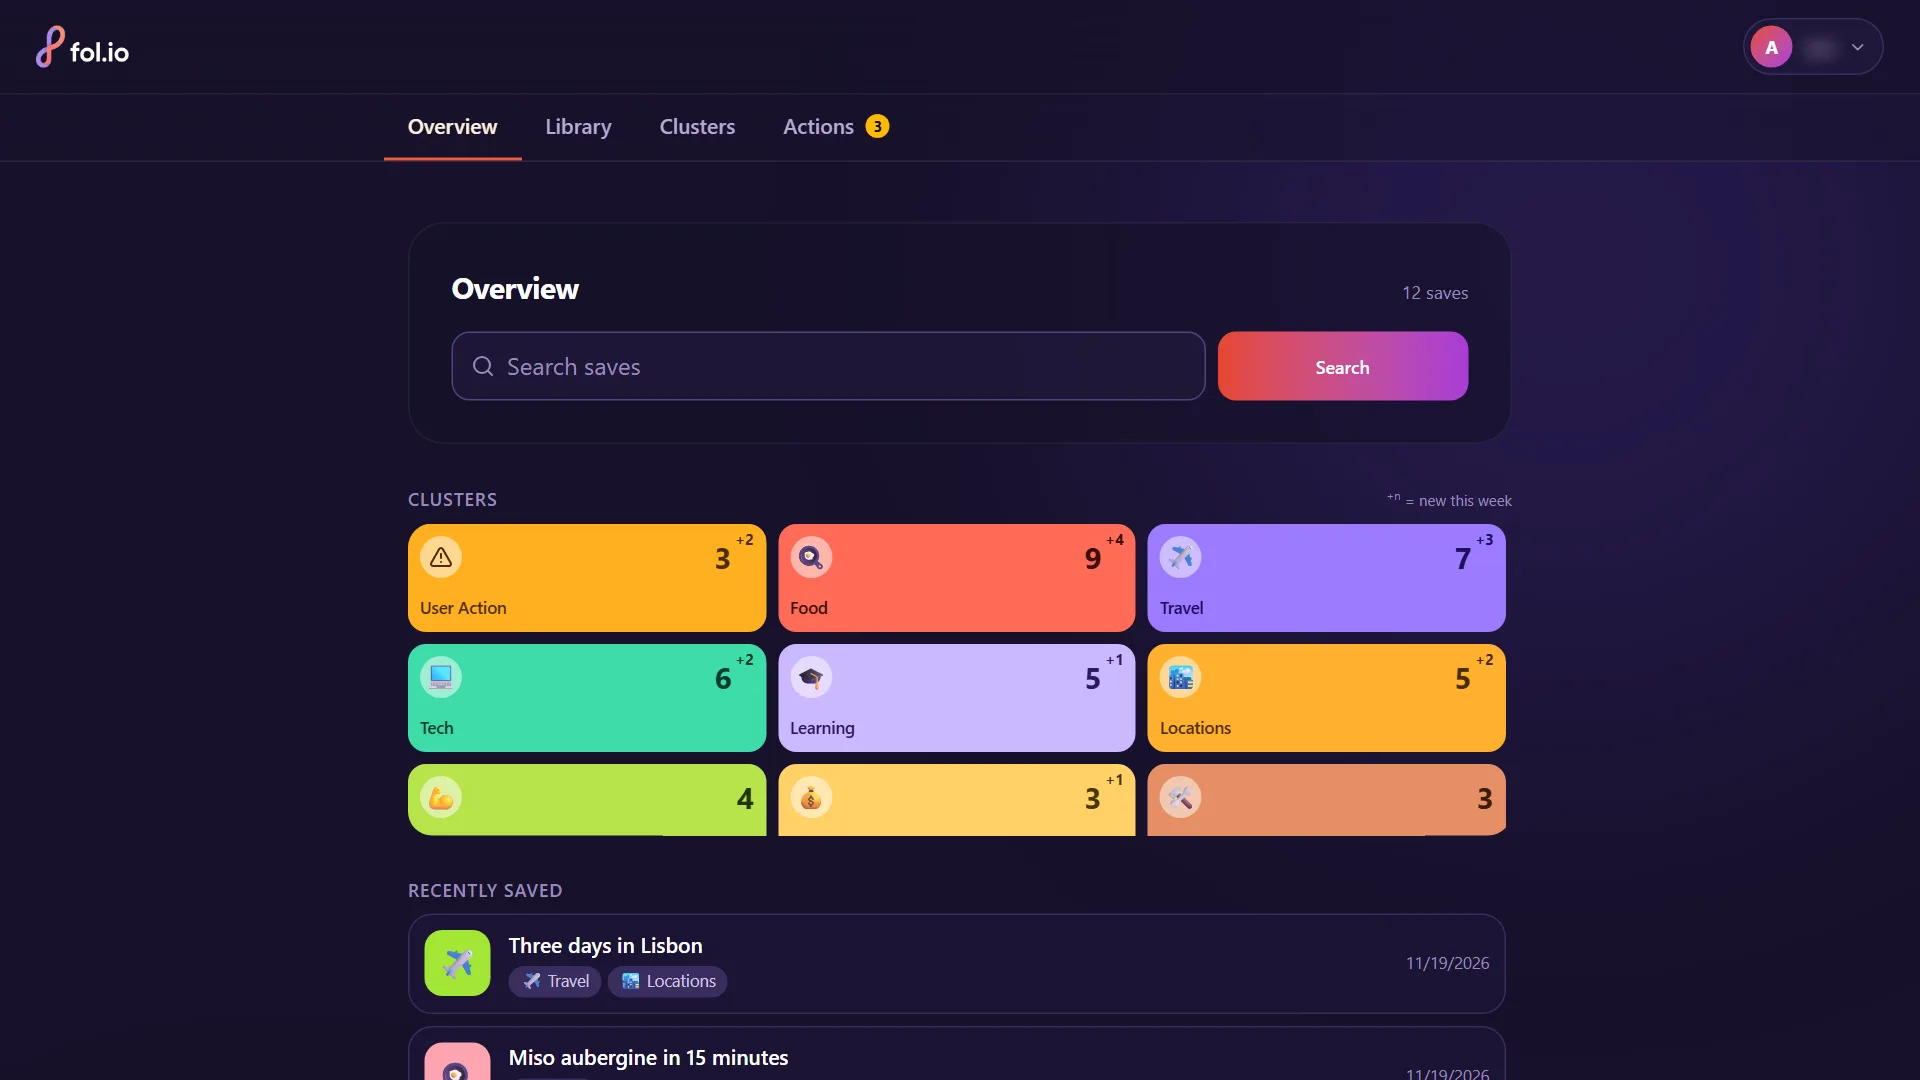 fol.io
A
Overview
Library
Clusters
Actions 3
Overview
12 saves
Search saves
Search
CLUSTERS
+n = new this week
3 +2
User Action
9 +4
Food
7 +3
Travel
6 +2
Tech
5 +1
Learning
5 +2
Locations
4
3 +1
3
RECENTLY SAVED
Three days in Lisbon
Travel
Locations
11/19/2026
Miso aubergine in 15 minutes
11/19/2026